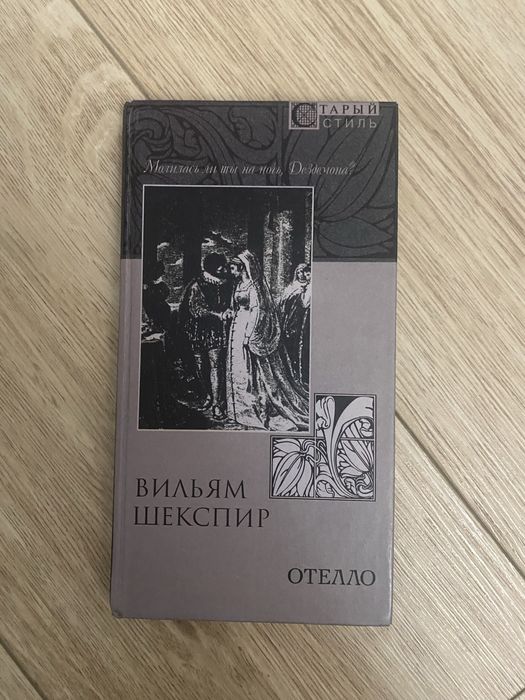 СТАРЫЙ
СТИЛЬ
Молилась ли ты на ночь, Дездемона?
ВИЛЬЯМ
ШЕКСПИР
ОТЕЛЛО